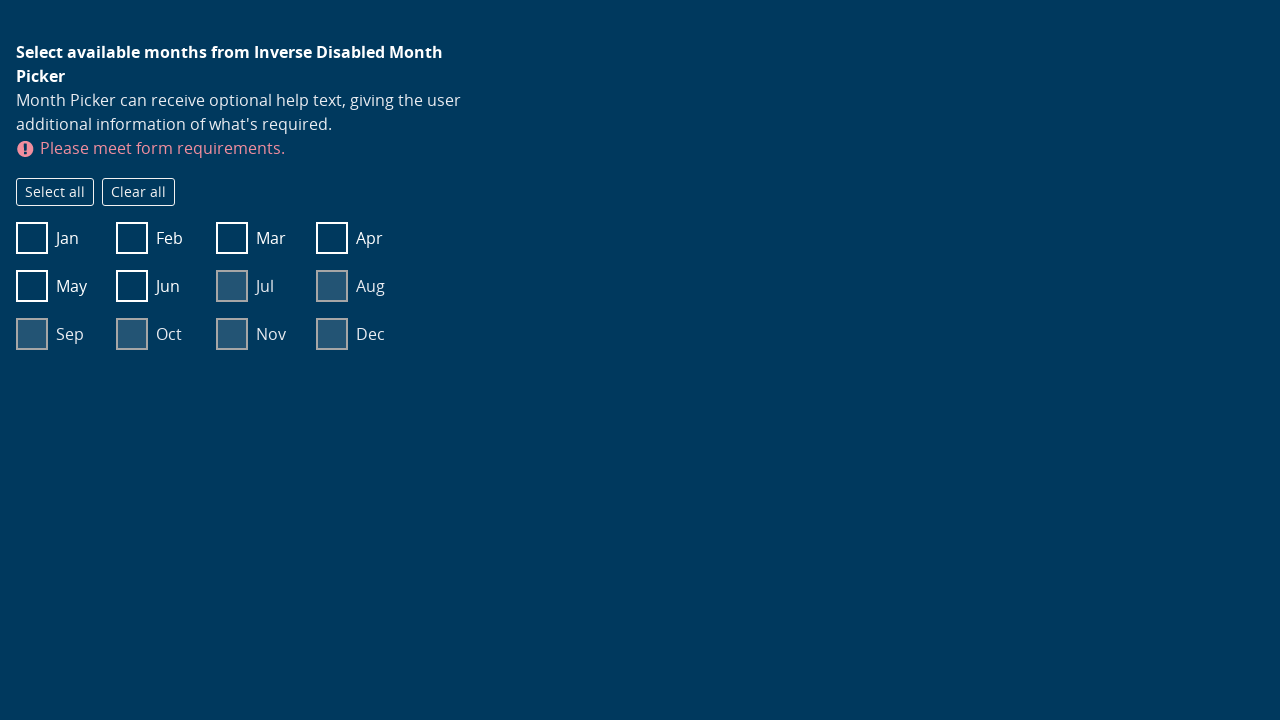 Select available months from Inverse Disabled Month
Picker
Month Picker can receive optional help text, giving the user
additional information of what's required.
Please meet form requirements.
Select all Clear all
Jan Feb Mar Apr
May Jun Jul Aug
Sep Oct Nov Dec